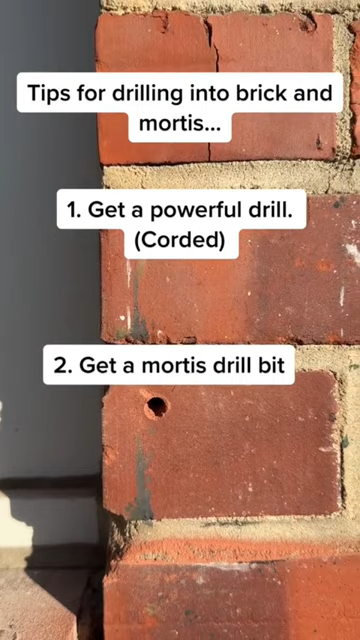 Tips for drilling into brick and
mortis...
1. Get a powerful drill.
(Corded)
2. Get a mortis drill bit